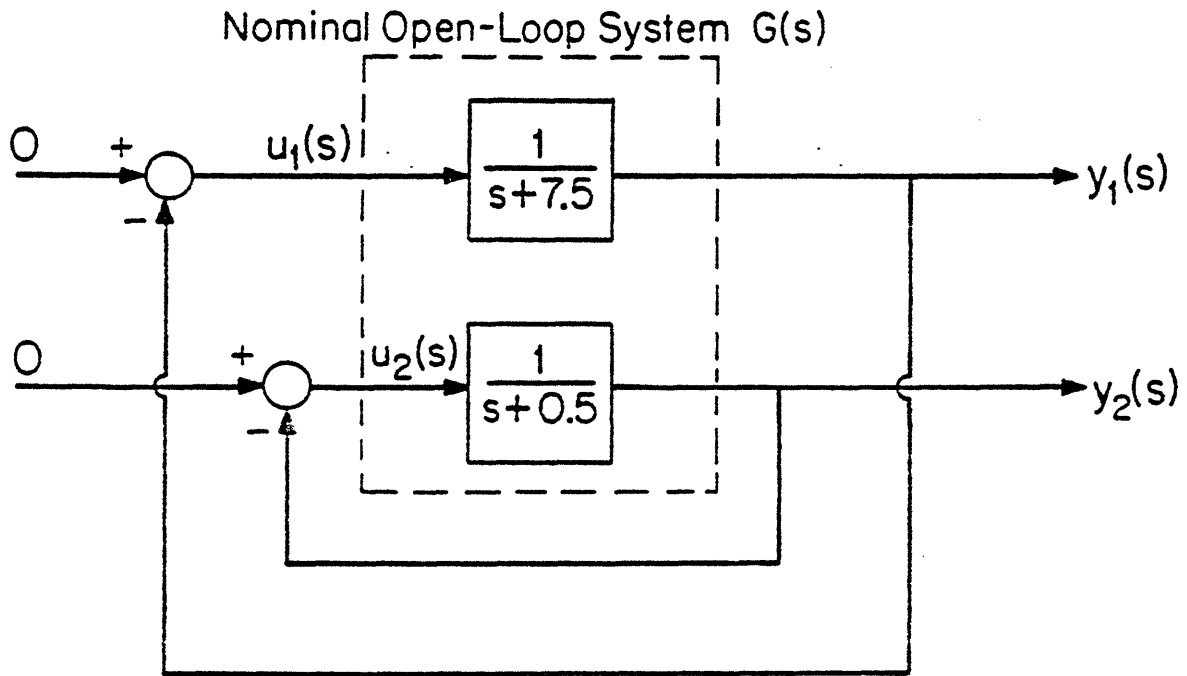 Nominal Open-Loop System G(s)
0
+
u₁(s)
1
s+7.5
y₁(s)
−
0
+
u₂(s)
1
s+0.5
y₂(s)
−